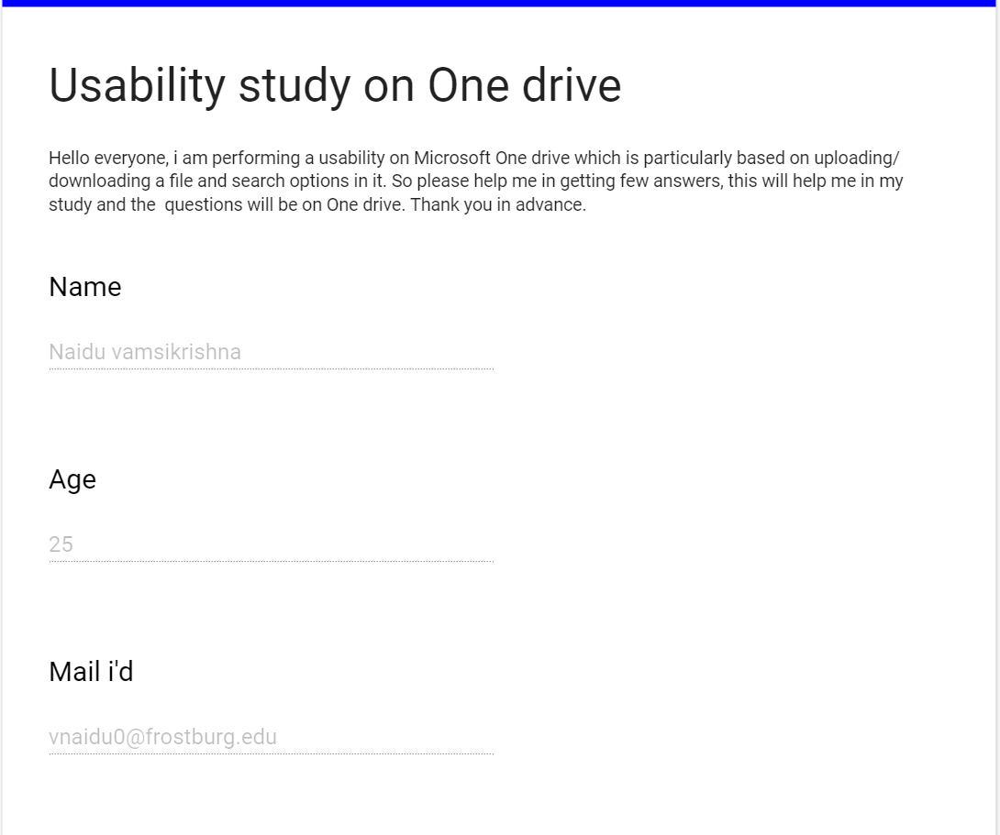 Usability study on One drive
Hello everyone, i am performing a usability on Microsoft One drive which is particularly based on uploading/
downloading a file and search options in it. So please help me in getting few answers, this will help me in my
study and the  questions will be on One drive. Thank you in advance.
Name
Naidu vamsikrishna
Age
25
Mail i'd
vnaidu0@frostburg.edu